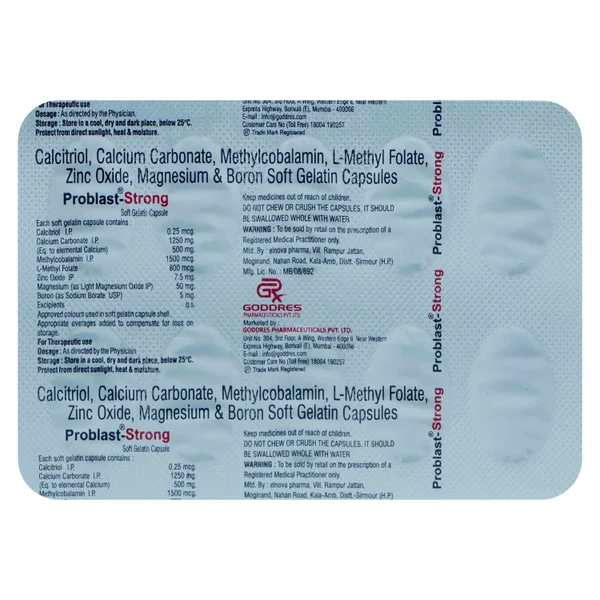 For Therapeutic use
Dosage : As directed by the Physician.
Storage : Store in a cool, dry and dark place, below 25°C.
Protect from direct sunlight, heat & moisture.
Unit No. 304, 3rd Floor, A Wing, Western Edge II, Near Western
Express Highway, Borivali (E), Mumbai - 400066
E-mail : info@goddres.com
Customer Care No (Toll Free) 18004 190257
® Trade Mark Registered
Problast-Strong
Calcitriol, Calcium Carbonate, Methylcobalamin, L-Methyl Folate,
Zinc Oxide, Magnesium & Boron Soft Gelatin Capsules
Problast®-Strong
Soft Gelatin Capsule
Each soft gelatin capsule contains :
Calcitriol I.P. 0.25 mcg.
Calcium Carbonate I.P. 1250 mg.
(Eq. to elemental Calcium) 500 mg.
Methylcobalamin I.P. 1500 mcg.
L-Methyl Folate 800 mcg.
Zinc Oxide IP 7.5 mg.
Magnesium (as Light Magnesium Oxide IP) 50 mg.
Boron (as Sodium Borate USP) 5 mg.
Excipients q.s.
Approved colours used in soft gelatin capsule shell.
Appropriate overages added to compensate for loss on
storage.
For Therapeutic Use
Dosage : As directed by the Physician.
Storage : Store in a cool, dry and dark place, below 25°C.
Protect from direct sunlight, heat & moisture.
Keep medicines out of reach of children.
DO NOT CHEW OR CRUSH THE CAPSULES, IT SHOULD
BE SWALLOWED WHOLE WITH WATER
WARNING : To be sold by retail on the prescription of a
Registered Medical Practitioner only.
Mfd. By : elnova pharma, Vill. Rampur Jattan,
Moginand, Nahan Road, Kala-Amb, Distt.-Sirmour (H.P)
Mfg. Lic. No. : MB/08/692
GODDRES
PHARMACEUTICALS PVT. LTD.
Marketed by :
GODDRES PHARMACEUTICALS PVT. LTD.
Unit No. 304, 3rd Floor, A Wing, Western Edge II, Near Western
Express Highway, Borivali (E), Mumbai - 400066
E-mail : info@goddres.com
Customer Care No (Toll Free) 18004 190257
® Trade Mark Registered
Problast®-Strong
Problast®-Strong
Calcitriol, Calcium Carbonate, Methylcobalamin, L-Methyl Folate,
Zinc Oxide, Magnesium & Boron Soft Gelatin Capsules
Problast®-Strong
Soft Gelatin Capsule
Each soft gelatin capsule contains :
Calcitriol I.P. 0.25 mcg.
Calcium Carbonate I.P. 1250 mg.
(Eq. to elemental Calcium) 500 mg.
Methylcobalamin I.P. 1500 mcg.
Keep medicines out of reach of children.
DO NOT CHEW OR CRUSH THE CAPSULES, IT SHOULD
BE SWALLOWED WHOLE WITH WATER
WARNING : To be sold by retail on the prescription of a
Registered Medical Practitioner only.
Mfd. By : elnova pharma, Vill. Rampur Jattan,
Moginand, Nahan Road, Kala-Amb, Distt.-Sirmour (H.P)
Problast®-Strong